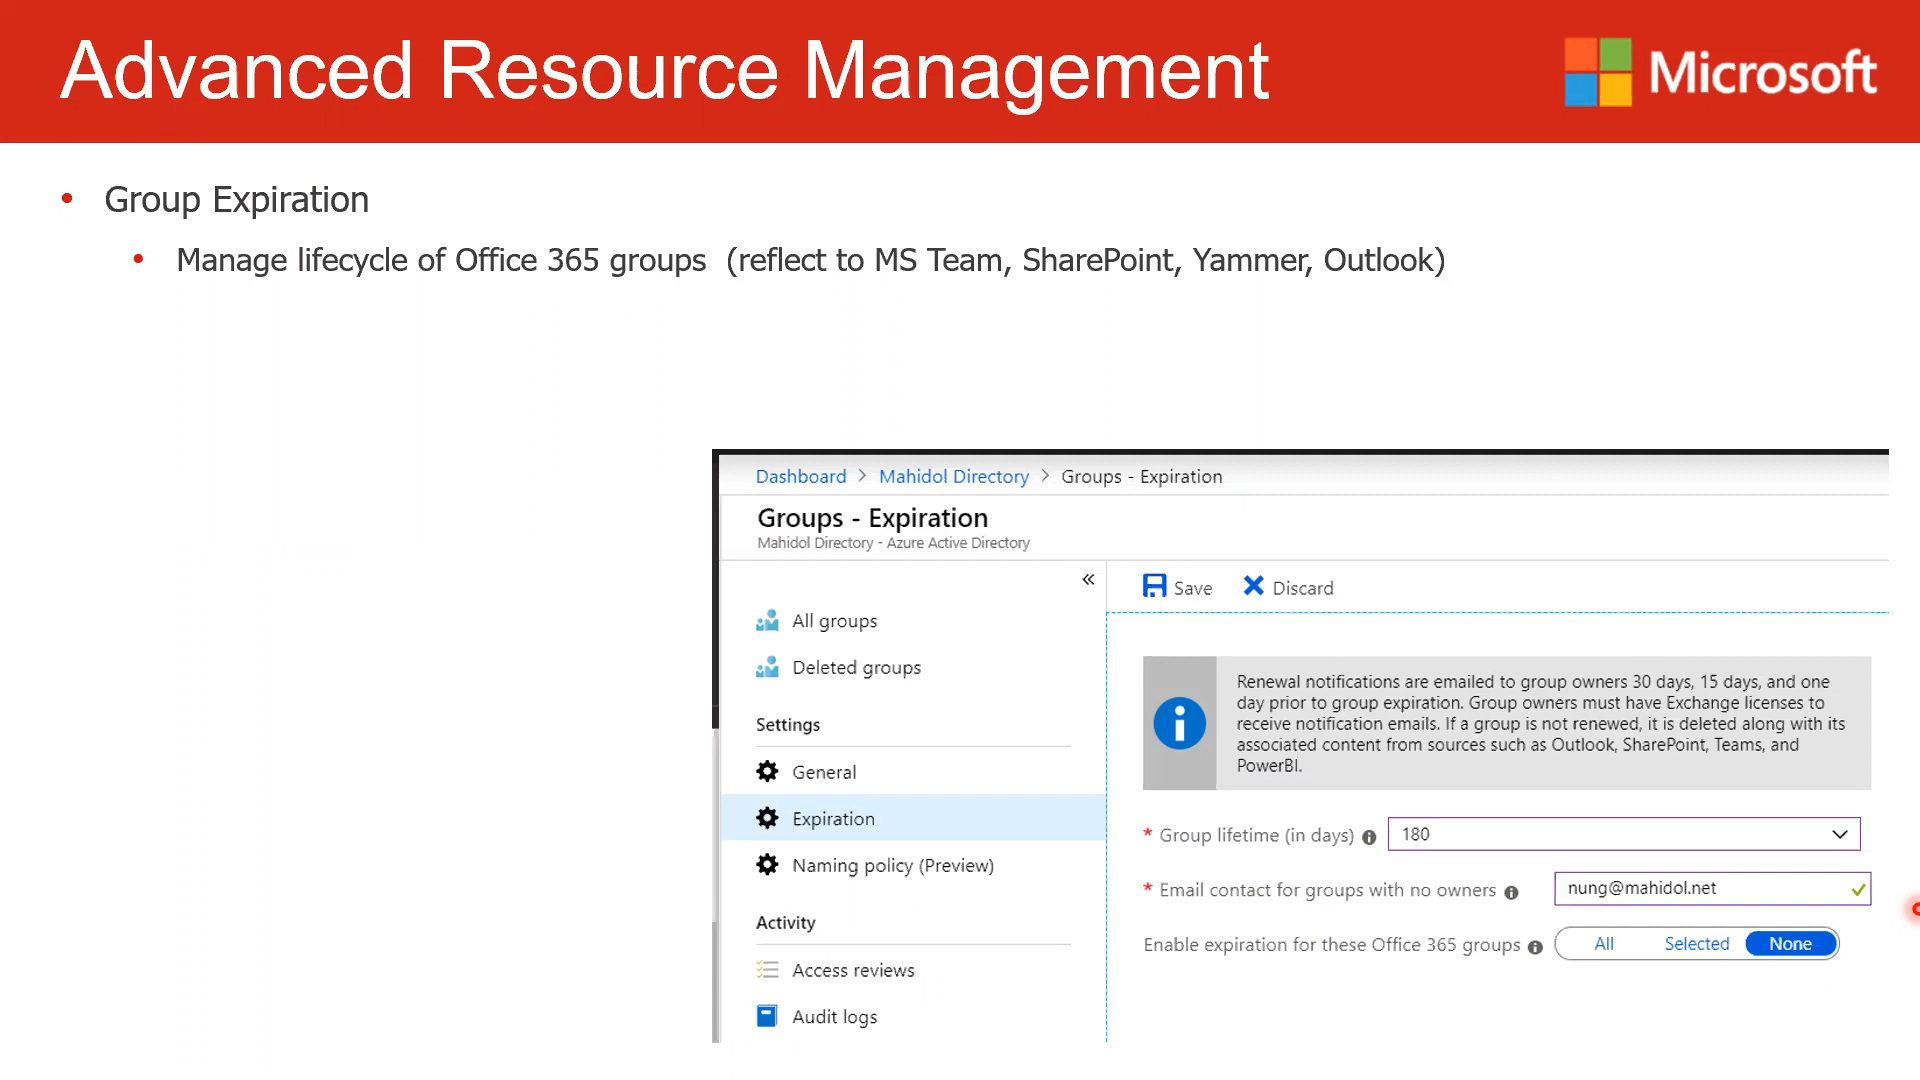 Advanced Resource Management
Microsoft
• Group Expiration
• Manage lifecycle of Office 365 groups  (reflect to MS Team, SharePoint, Yammer, Outlook)
Dashboard > Mahidol Directory > Groups - Expiration
Groups - Expiration
Mahidol Directory - Azure Active Directory
«
All groups
Deleted groups
Settings
General
Expiration
Naming policy (Preview)
Activity
Access reviews
Audit logs
Save Discard
Renewal notifications are emailed to group owners 30 days, 15 days, and one
day prior to group expiration. Group owners must have Exchange licenses to
receive notification emails. If a group is not renewed, it is deleted along with its
associated content from sources such as Outlook, SharePoint, Teams, and
PowerBI.
* Group lifetime (in days) 180
* Email contact for groups with no owners nung@mahidol.net
Enable expiration for these Office 365 groups All Selected None